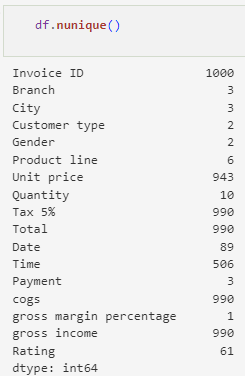 df.nunique()
Invoice ID 1000
Branch 3
City 3
Customer type 2
Gender 2
Product line 6
Unit price 943
Quantity 10
Tax 5% 990
Total 990
Date 89
Time 506
Payment 3
cogs 990
gross margin percentage 1
gross income 990
Rating 61
dtype: int64